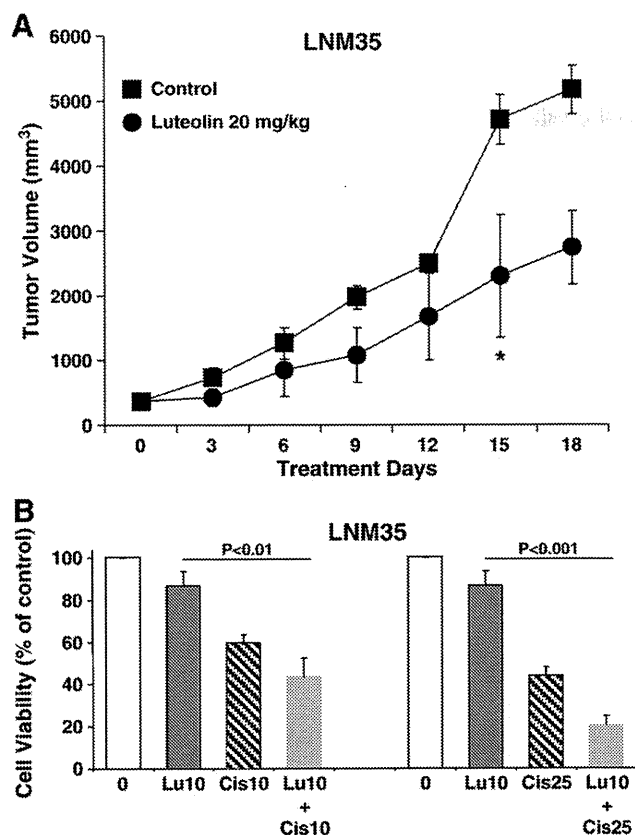 A
LNM35
6000
5000
4000
3000
2000
1000
0
Tumor Volume (mm³)
Control
Luteolin 20 mg/kg
*
0 3 6 9 12 15 18
Treatment Days
B
LNM35
Cell Viability (% of control)
100
80
60
40
20
0
P<0.01
P<0.001
0 Lu10 Cis10 Lu10 + Cis10
0 Lu10 Cis25 Lu10 + Cis25